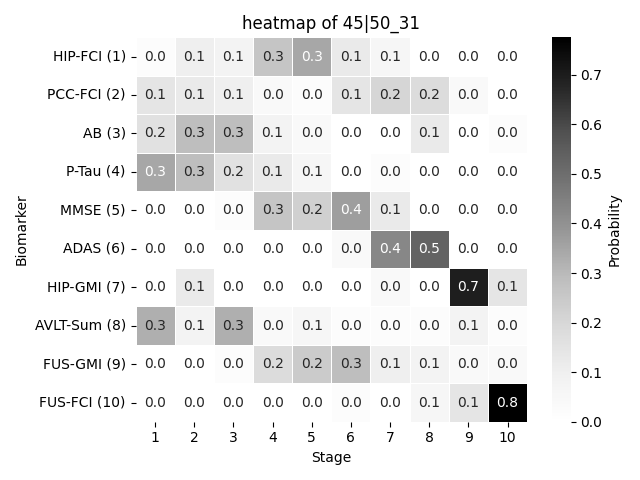 heatmap of 45|50_31
HIP-FCI (1) 0.0 0.1 0.1 0.3 0.3 0.1 0.1 0.0 0.0 0.0
PCC-FCI (2) 0.1 0.1 0.1 0.0 0.0 0.1 0.2 0.2 0.0 0.0
AB (3) 0.2 0.3 0.3 0.1 0.0 0.0 0.0 0.1 0.0 0.0
P-Tau (4) 0.3 0.3 0.2 0.1 0.1 0.0 0.0 0.0 0.0 0.0
MMSE (5) 0.0 0.0 0.0 0.3 0.2 0.4 0.1 0.0 0.0 0.0
ADAS (6) 0.0 0.0 0.0 0.0 0.0 0.0 0.4 0.5 0.0 0.0
HIP-GMI (7) 0.0 0.1 0.0 0.0 0.0 0.0 0.0 0.0 0.7 0.1
AVLT-Sum (8) 0.3 0.1 0.3 0.0 0.1 0.0 0.0 0.0 0.1 0.0
FUS-GMI (9) 0.0 0.0 0.0 0.2 0.2 0.3 0.1 0.1 0.0 0.0
FUS-FCI (10) 0.0 0.0 0.0 0.0 0.0 0.0 0.0 0.1 0.1 0.8
1 2 3 4 5 6 7 8 9 10
Stage
Biomarker
0.7
0.6
0.5
0.4
0.3
0.2
0.1
0.0
Probability